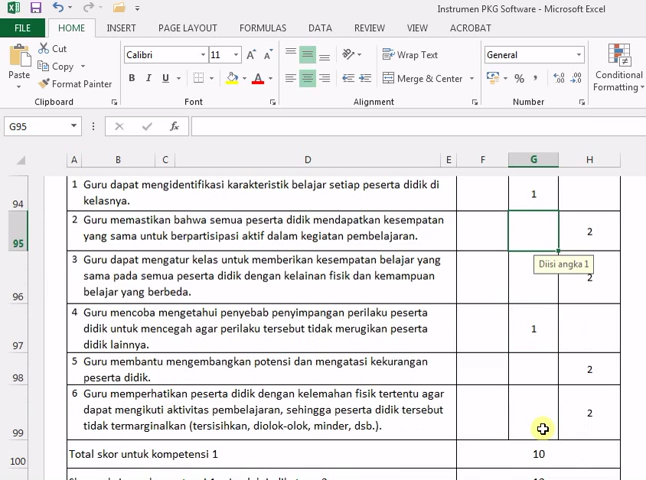 Instrumen PKG Software - Microsoft Excel
FILE HOME INSERT PAGE LAYOUT FORMULAS DATA REVIEW VIEW ACROBAT
Cut
Copy
Format Painter
Paste
Clipboard
Calibri 11
B I U
Font
Wrap Text
Merge & Center
Alignment
General
Number
Conditional
Formatting
G95
fx
A B C D E F G H
94 1 Guru dapat mengidentifikasi karakteristik belajar setiap peserta didik di 1
kelasnya.
95 2 Guru memastikan bahwa semua peserta didik mendapatkan kesempatan 2
yang sama untuk berpartisipasi aktif dalam kegiatan pembelajaran.
Diisi angka 1
96 3 Guru dapat mengatur kelas untuk memberikan kesempatan belajar yang 2
sama pada semua peserta didik dengan kelainan fisik dan kemampuan
belajar yang berbeda.
97 4 Guru mencoba mengetahui penyebab penyimpangan perilaku peserta 1
didik untuk mencegah agar perilaku tersebut tidak merugikan peserta
didik lainnya.
98 5 Guru membantu mengembangkan potensi dan mengatasi kekurangan 2
peserta didik.
99 6 Guru memperhatikan peserta didik dengan kelemahan fisik tertentu agar 2
dapat mengikuti aktivitas pembelajaran, sehingga peserta didik tersebut
tidak termarginalkan (tersisihkan, diolok-olok, minder, dsb.).
100 Total skor untuk kompetensi 1 10